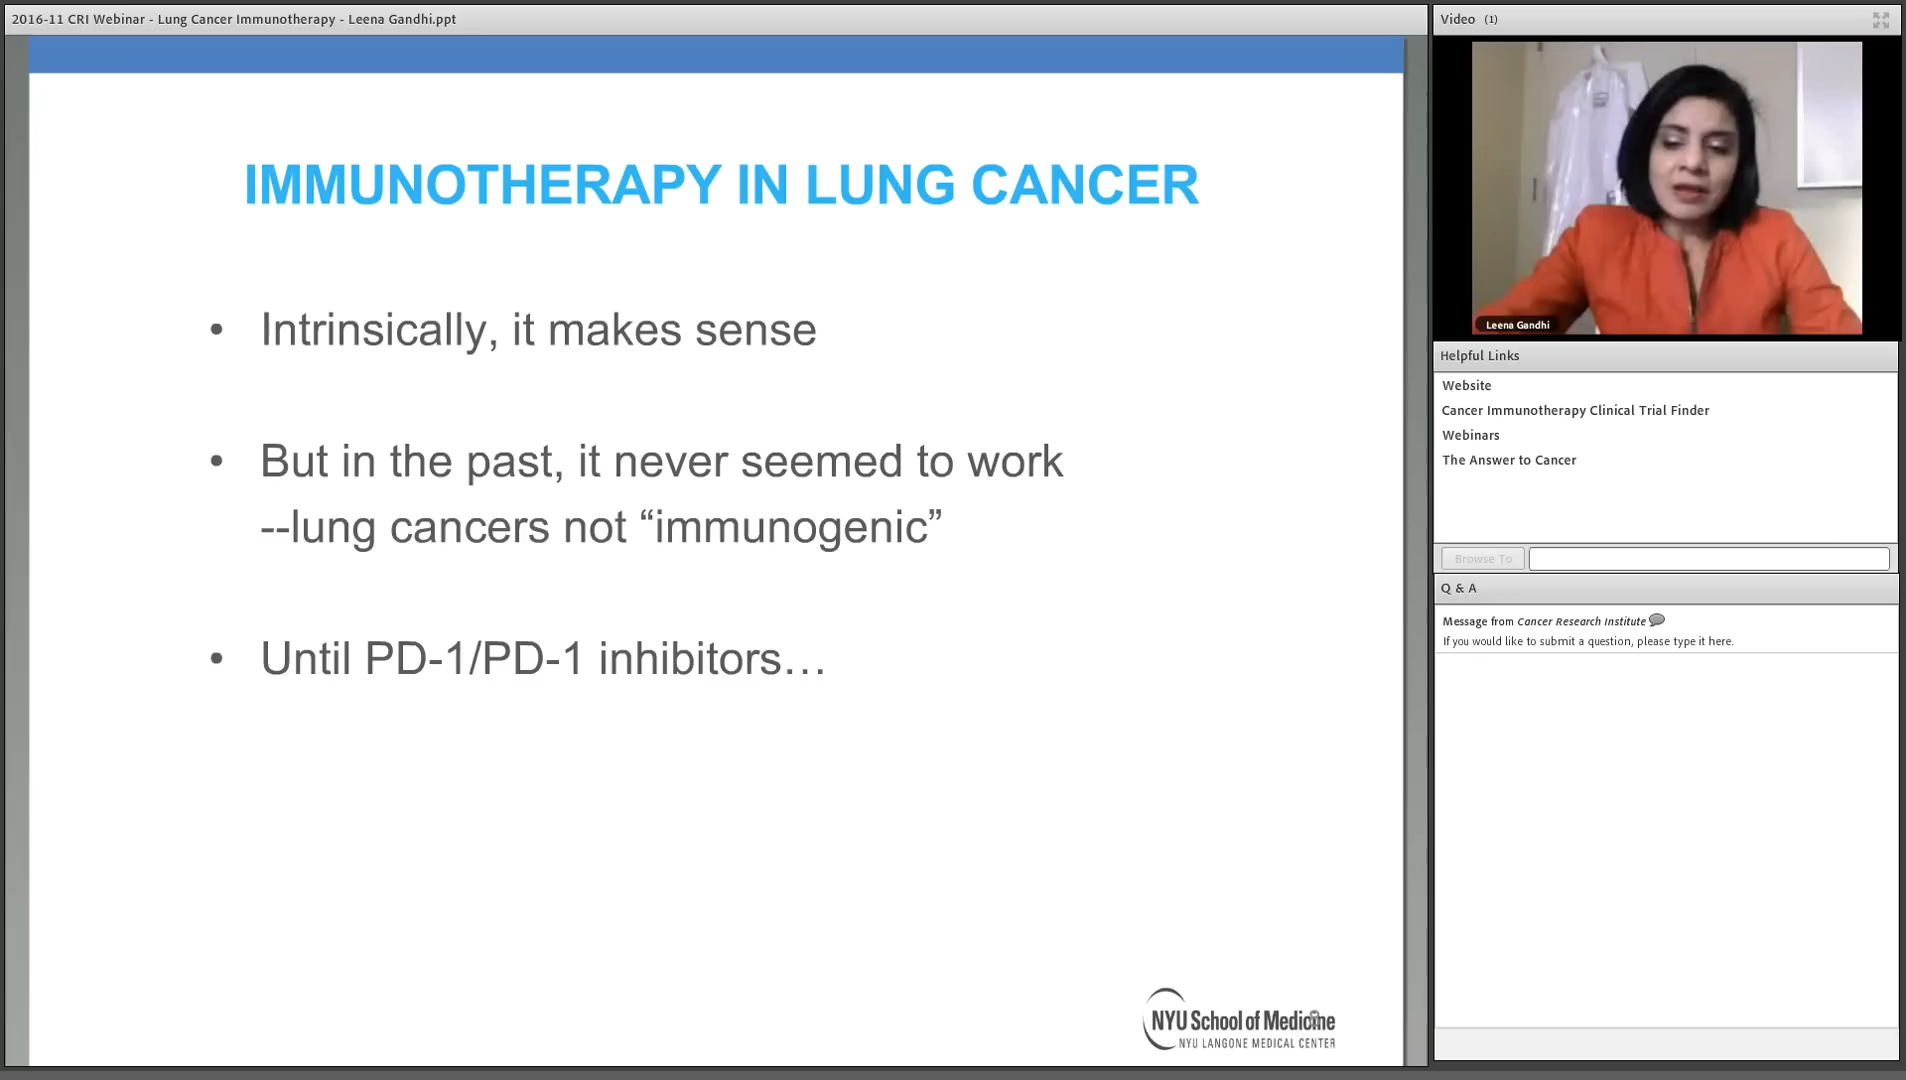 2016-11 CRI Webinar - Lung Cancer Immunotherapy - Leena Gandhi.ppt
IMMUNOTHERAPY IN LUNG CANCER
• Intrinsically, it makes sense
• But in the past, it never seemed to work
--lung cancers not “immunogenic”
• Until PD-1/PD-1 inhibitors…
NYU School of Medicine
NYU LANGONE MEDICAL CENTER
Video (1)
Leena Gandhi
Helpful Links
Website
Cancer Immunotherapy Clinical Trial Finder
Webinars
The Answer to Cancer
Browse To
Q & A
Message from Cancer Research Institute
If you would like to submit a question, please type it here.